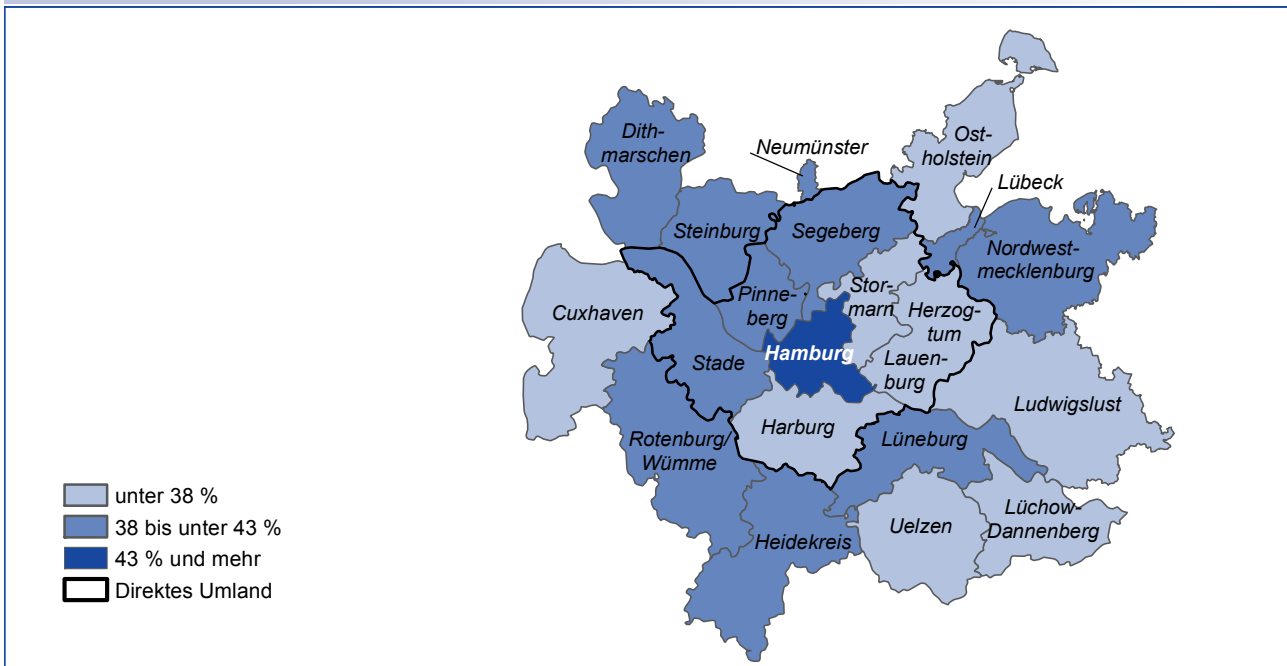 Dith-
marschen
Neumünster
Ost-
holstein
Lübeck
Steinburg
Segeberg
Nordwest-
mecklenburg
Cuxhaven
Pinne-
berg
Stor-
marn
Herzogtum
Lauen-
burg
Hamburg
Stade
Ludwigslust
Harburg
Lüneburg
Rotenburg/
Wümme
Uelzen
Lüchow-
Dannenberg
Heidekreis
unter 38 %
38 bis unter 43 %
43 % und mehr
Direktes Umland